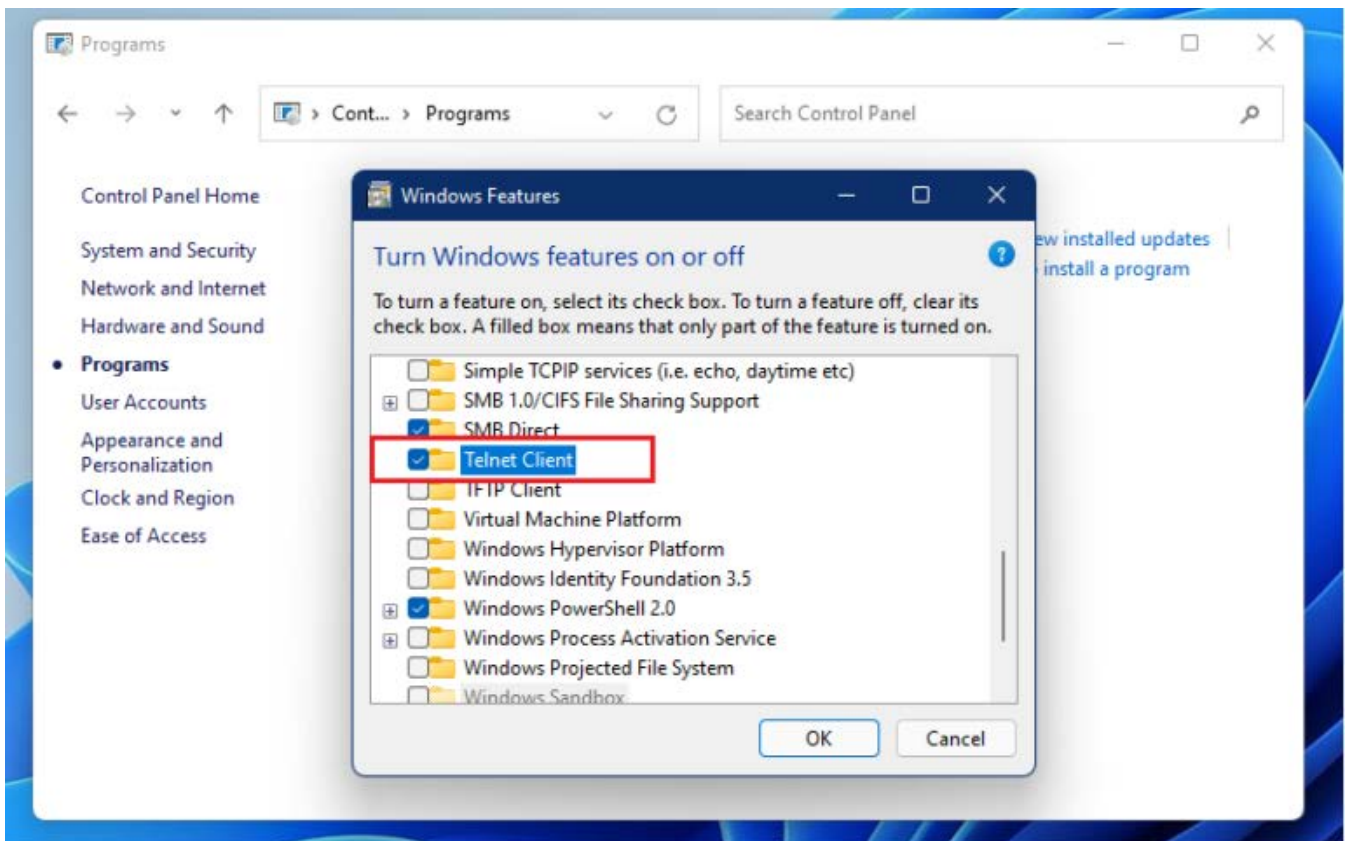 Programs
Cont... > Programs
Search Control Panel
Control Panel Home
System and Security
Network and Internet
Hardware and Sound
Programs
User Accounts
Appearance and
Personalization
Clock and Region
Ease of Access
installed updates
install a program
Windows Features
Turn Windows features on or off
To turn a feature on, select its check box. To turn a feature off, clear its
check box. A filled box means that only part of the feature is turned on.
Simple TCPIP services (i.e. echo, daytime etc)
SMB 1.0/CIFS File Sharing Support
SMB Direct
Telnet Client
TFTP Client
Virtual Machine Platform
Windows Hypervisor Platform
Windows Identity Foundation 3.5
Windows PowerShell 2.0
Windows Process Activation Service
Windows Projected File System
Windows Sandbox
OK
Cancel